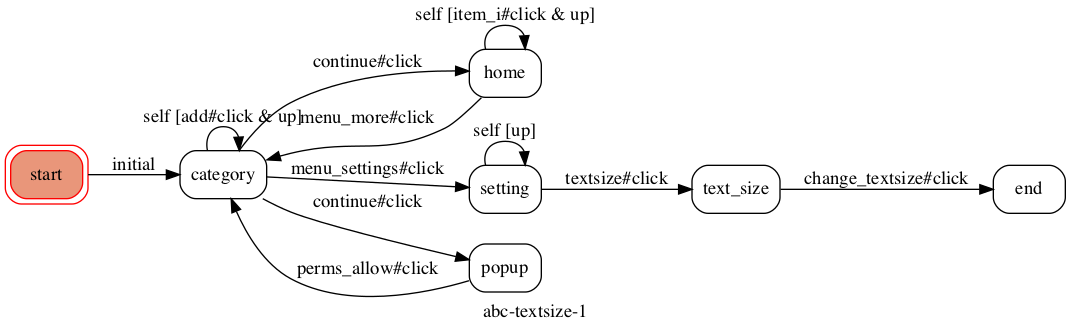 self [item_i#click & up]
continue#click
home
self [add#click & up]
menu_more#click
self [up]
start
initial
category
menu_settings#click
setting
textsize#click
text_size
change_textsize#click
end
continue#click
perms_allow#click
popup
abc-textsize-1